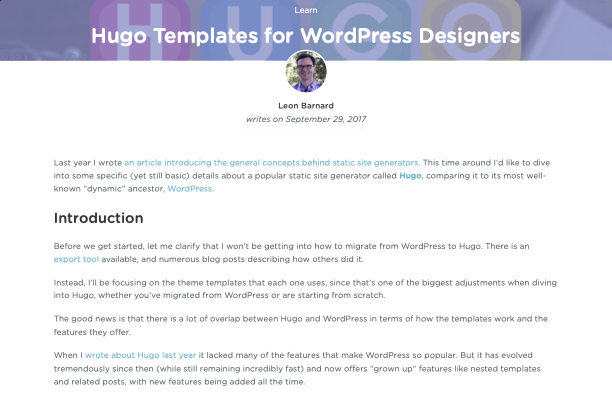 Learn
HUGO
Hugo Templates for WordPress Designers
Leon Barnard
writes on September 29, 2017
Last year I wrote an article introducing the general concepts behind static site generators. This time around I'd like to dive
into some specific (yet still basic) details about a popular static site generator called Hugo, comparing it to its most well-
known "dynamic" ancestor, WordPress.
Introduction
Before we get started, let me clarify that I won't be getting into how to migrate from WordPress to Hugo. There is an
export tool available, and numerous blog posts describing how others did it.
Instead, I'll be focusing on the theme templates that each one uses, since that's one of the biggest adjustments when diving
into Hugo, whether you've migrated from WordPress or are starting from scratch.
The good news is that there is a lot of overlap between Hugo and WordPress in terms of how the templates work and the
features they offer.
When I wrote about Hugo last year it lacked many of the features that make WordPress so popular. But it has evolved
tremendously since then (while still remaining incredibly fast) and now offers "grown up" features like nested templates
and related posts, with new features being added all the time.